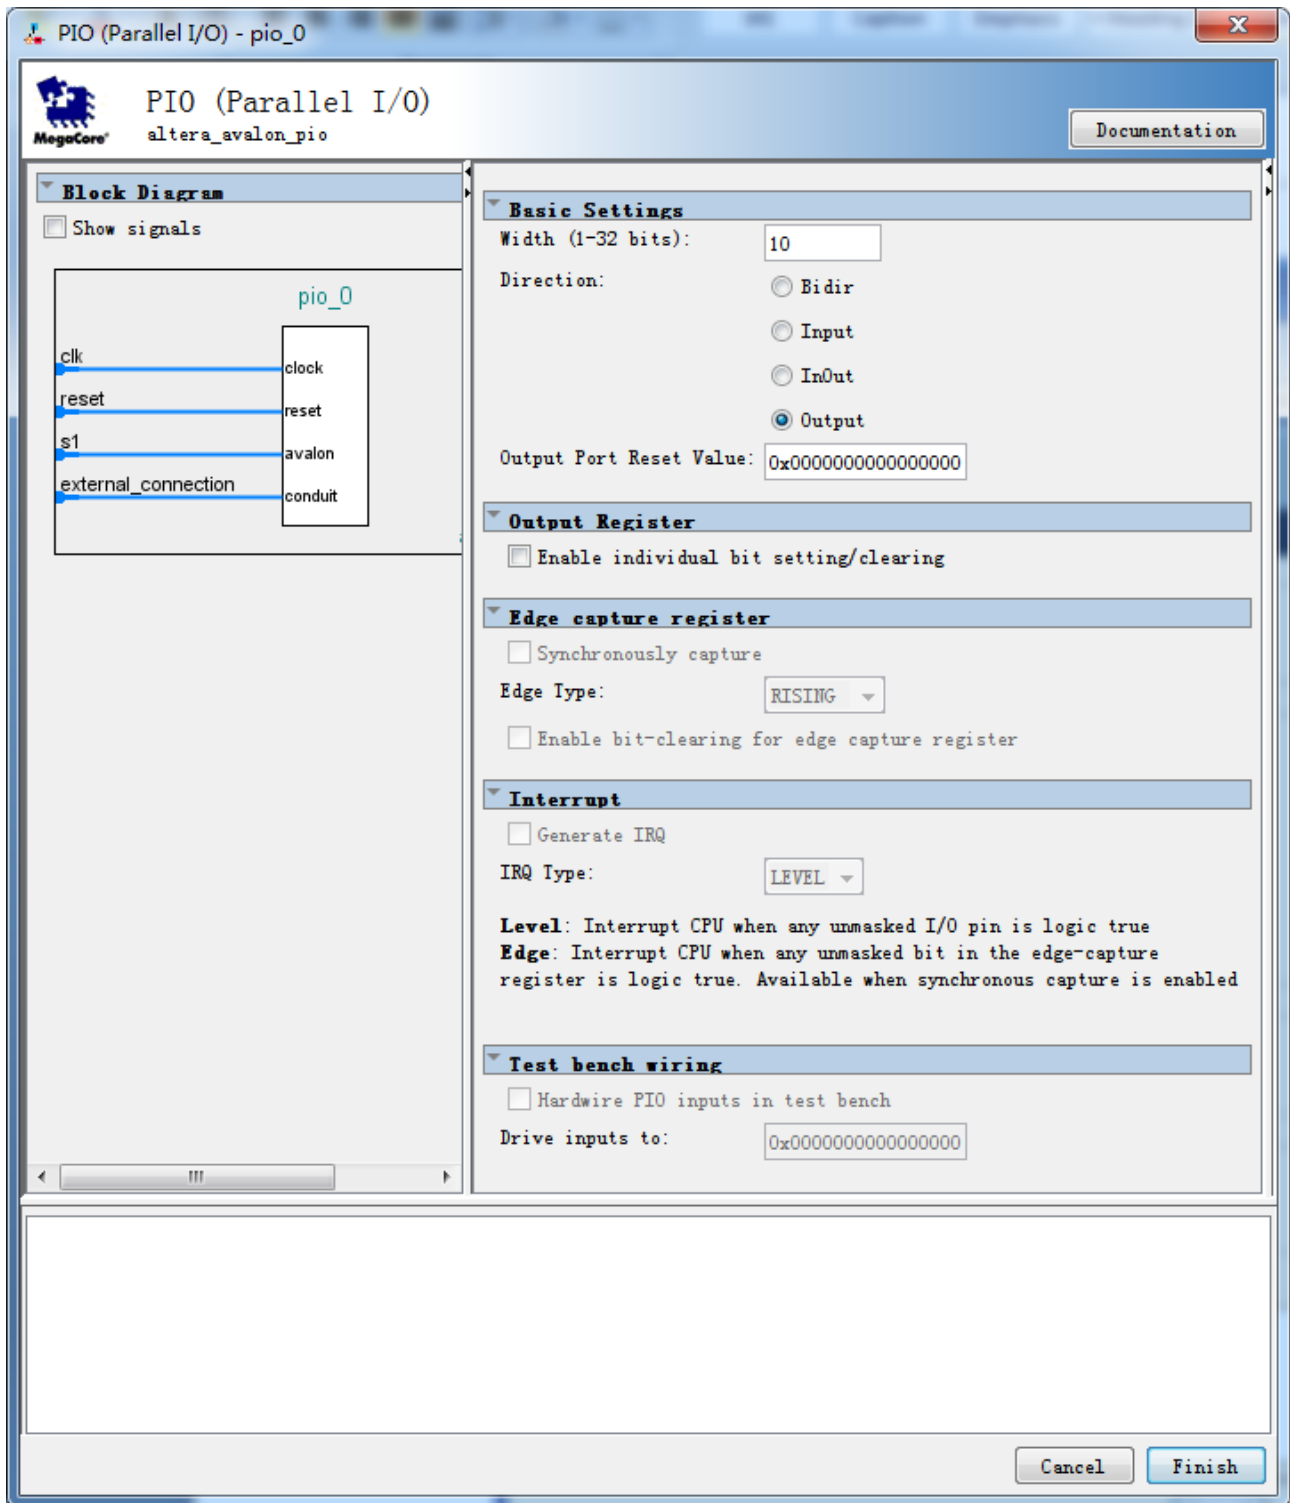 PIO (Parallel I/O) - pio_0
MegaCore®
PIO (Parallel I/O)
altera_avalon_pio
Documentation
Block Diagram
Show signals
pio_0
clk
clock
reset
reset
s1
avalon
external_connection
conduit
Basic Settings
Width (1-32 bits):
10
Direction:
Bidir
Input
InOut
Output
Output Port Reset Value:
0x0000000000000000
Output Register
Enable individual bit setting/clearing
Edge capture register
Synchronously capture
Edge Type:
RISING
Enable bit-clearing for edge capture register
Interrupt
Generate IRQ
IRQ Type:
LEVEL
Level: Interrupt CPU when any unmasked I/O pin is logic true
Edge: Interrupt CPU when any unmasked bit in the edge-capture
register is logic true. Available when synchronous capture is enabled
Test bench wiring
Hardwire PIO inputs in test bench
Drive inputs to:
0x0000000000000000
Cancel
Finish